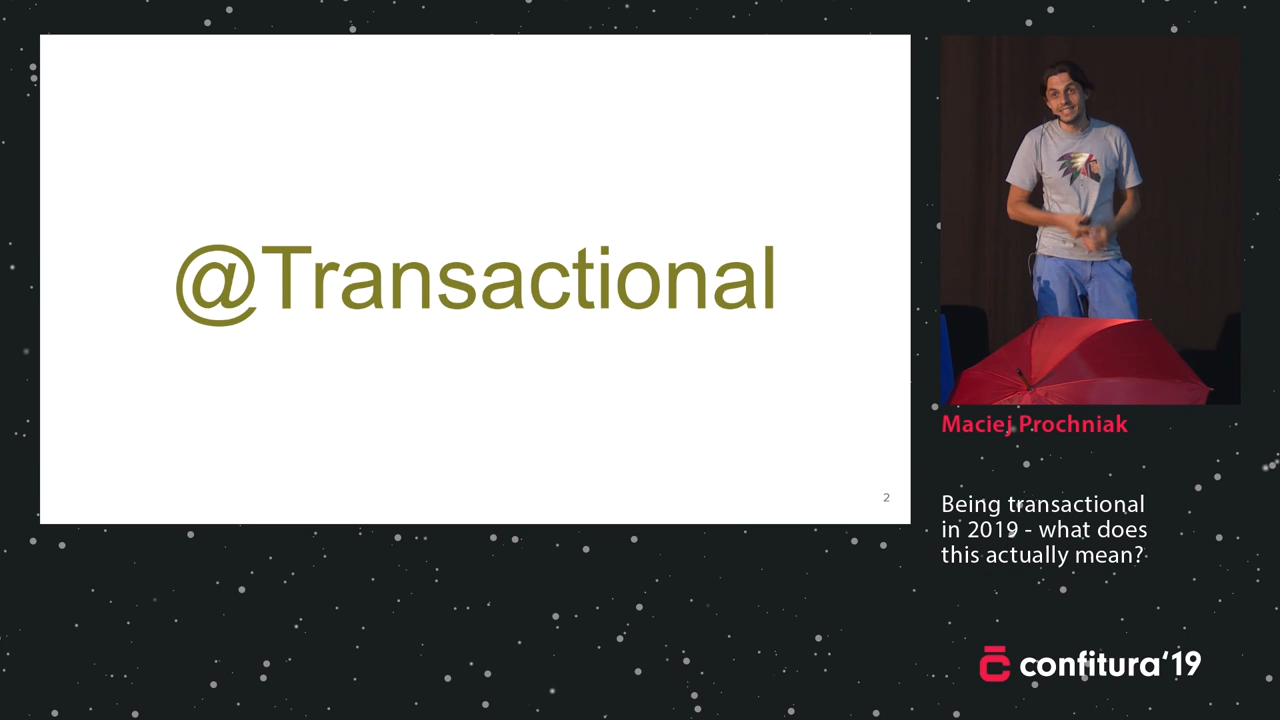 @Transactional
2
Maciej Prochniak
Being transactional
in 2019 - what does
this actually mean?
confitura'19